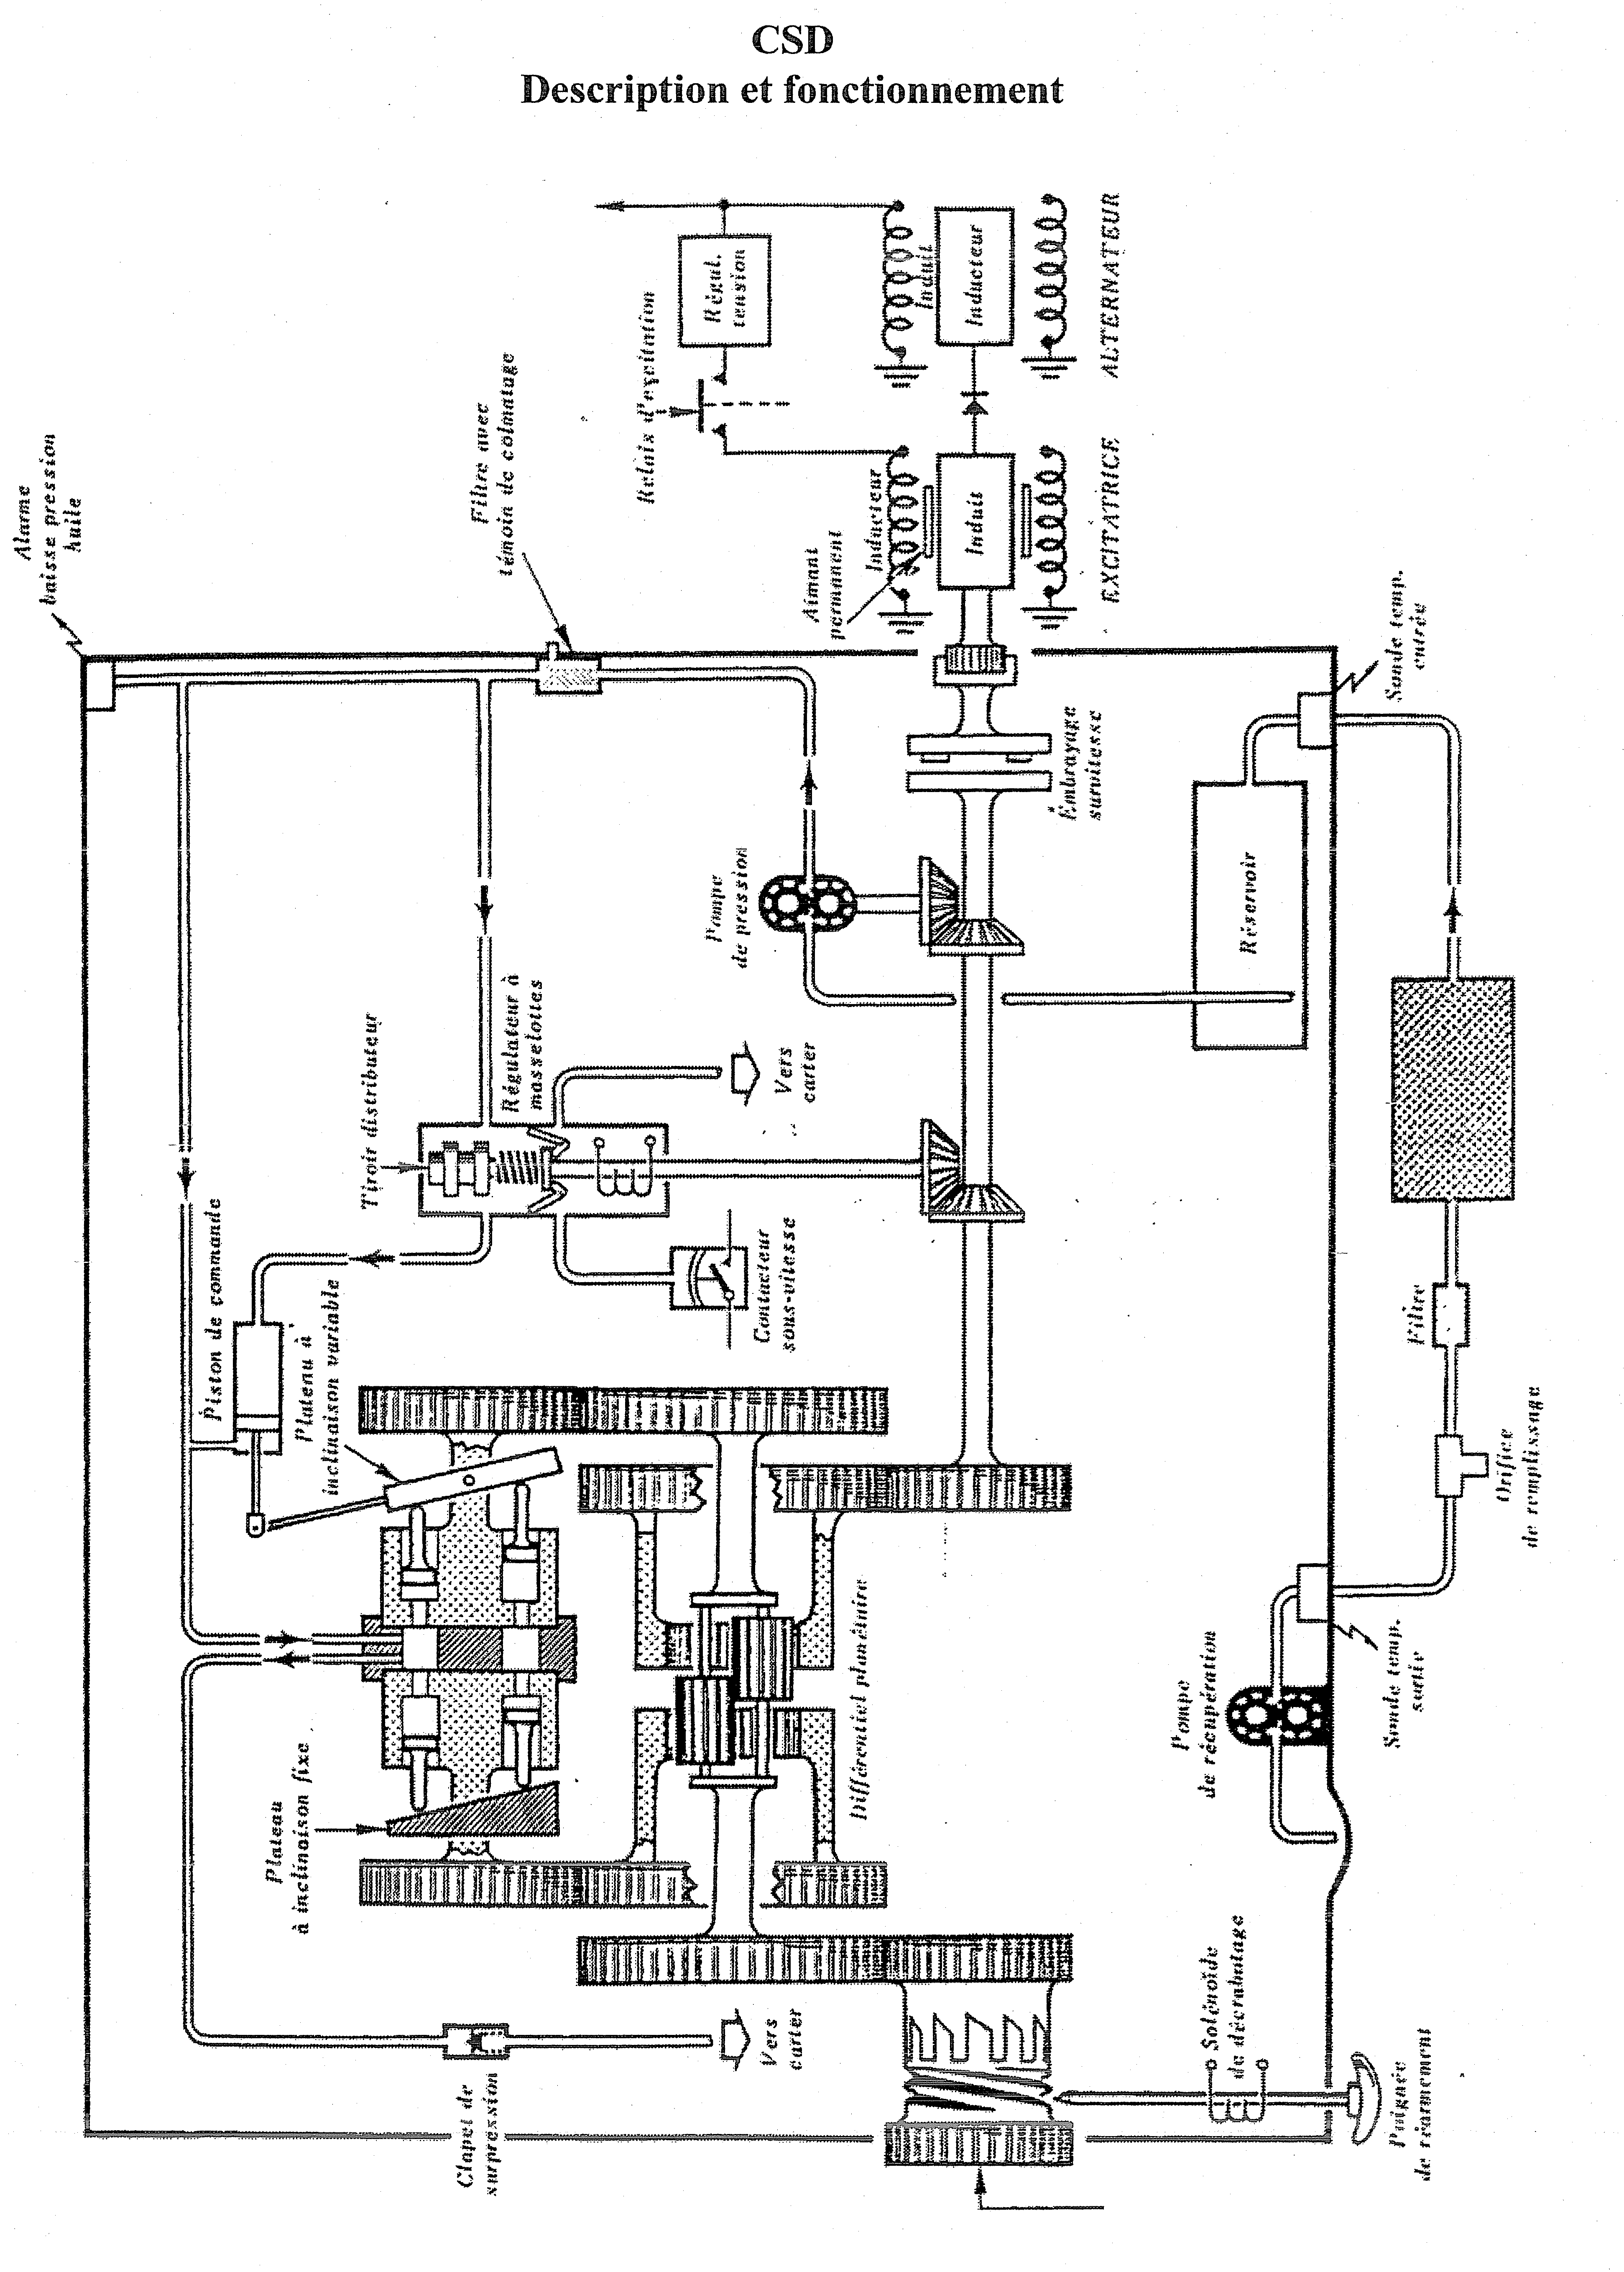 CSD
Description et fonctionnement
Alarme
baisse pression
huile
Filtre avec
témoin de colmatage
Relais d'excitation
Régul.
tension
Induit
Inducteur
ALTERNATEUR
Aimant
permanent
Inducteur
Induit
EXCITATRICE
Sonde temp.
entrée
Embrayage
survitesse
Pompe
de pression
Réservoir
Tiroir distributeur
Régulateur à
masselottes
Vers
carter
Piston de commande
Plateau à
inclinaison variable
Contacteur
sous-vitesse
Filtre
Orifice
de remplissage
Différentiel planétaire
Pompe
de récupération
Sonde temp.
sortie
Plateau
à inclinaison fixe
Clapet de
surpression
Vers
carter
Solénoïde
de décrabotage
Poignée
de réarmement